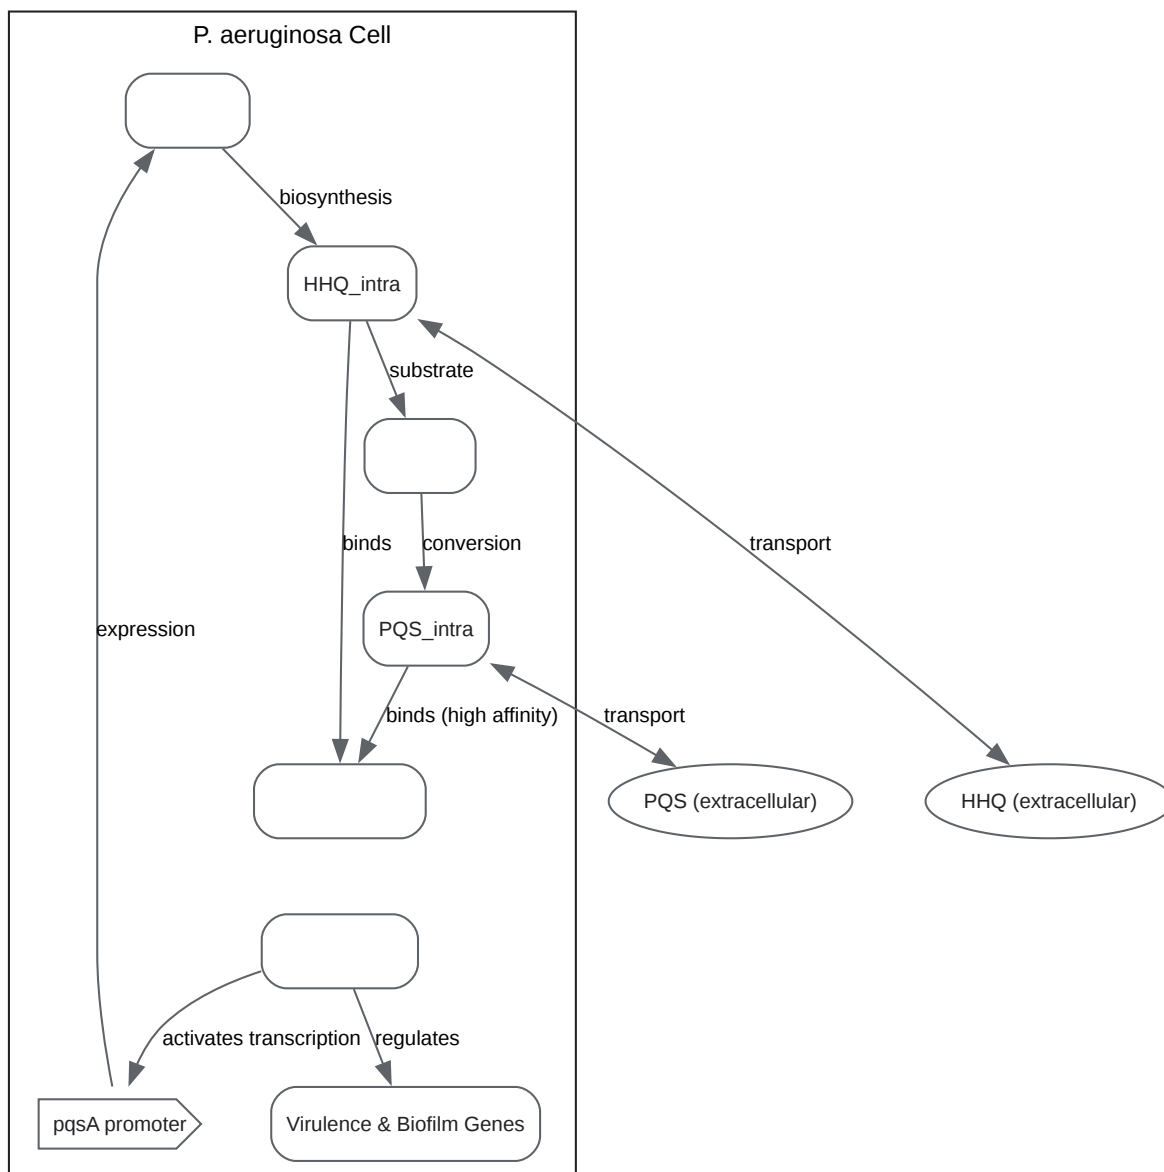 P. aeruginosa Cell
biosynthesis
HHQ_intra
substrate
binds
conversion
transport
expression
PQS_intra
binds (high affinity)
transport
PQS (extracellular)
HHQ (extracellular)
activates transcription
regulates
pqsA promoter
Virulence & Biofilm Genes